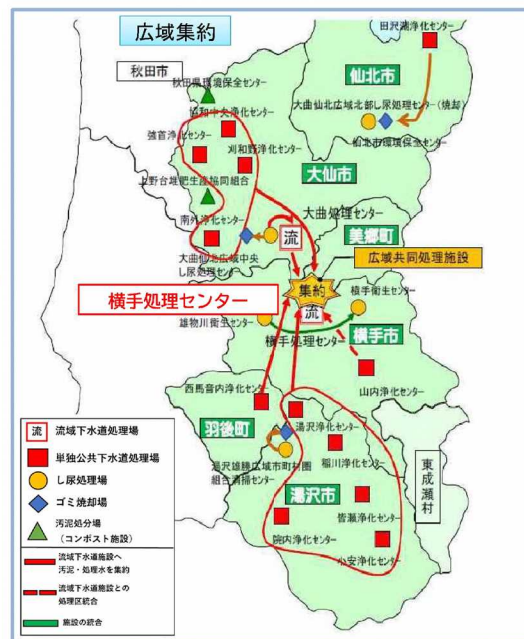 広域集約
田沢湖浄化センター
秋田市
仙北市
秋田県環境保全センター
大曲仙北広域北部し尿処理センター(焼却)
協和中央浄化センター
仙北市環境保全センター
強首浄化センター
刈和野浄化センター
大仙市
上野台堆肥生産協同組合
大曲処理センター
南外浄化センター
流
美郷町
大曲仙北広域中央
し尿処理センター
広域共同処理施設
横手処理センター
集約
横手衛生センター
流
雄物川衛生センター
横手処理センター
横手市
山内浄化センター
西馬音内浄化センター
羽後町
湯沢浄化センター
稲川浄化センター
湯沢雄勝広域市町村圏
組合清掃センター
湯沢市
東成瀬村
皆瀬浄化センター
院内浄化センター
小安浄化センター
流 流域下水道処理場
単独公共下水道処理場
し尿処理場
ゴミ焼却場
汚泥処分場
(コンポスト施設)
流域下水道施設へ
汚泥・処理水を集約
流域下水道施設との
処理区統合
施設の統合